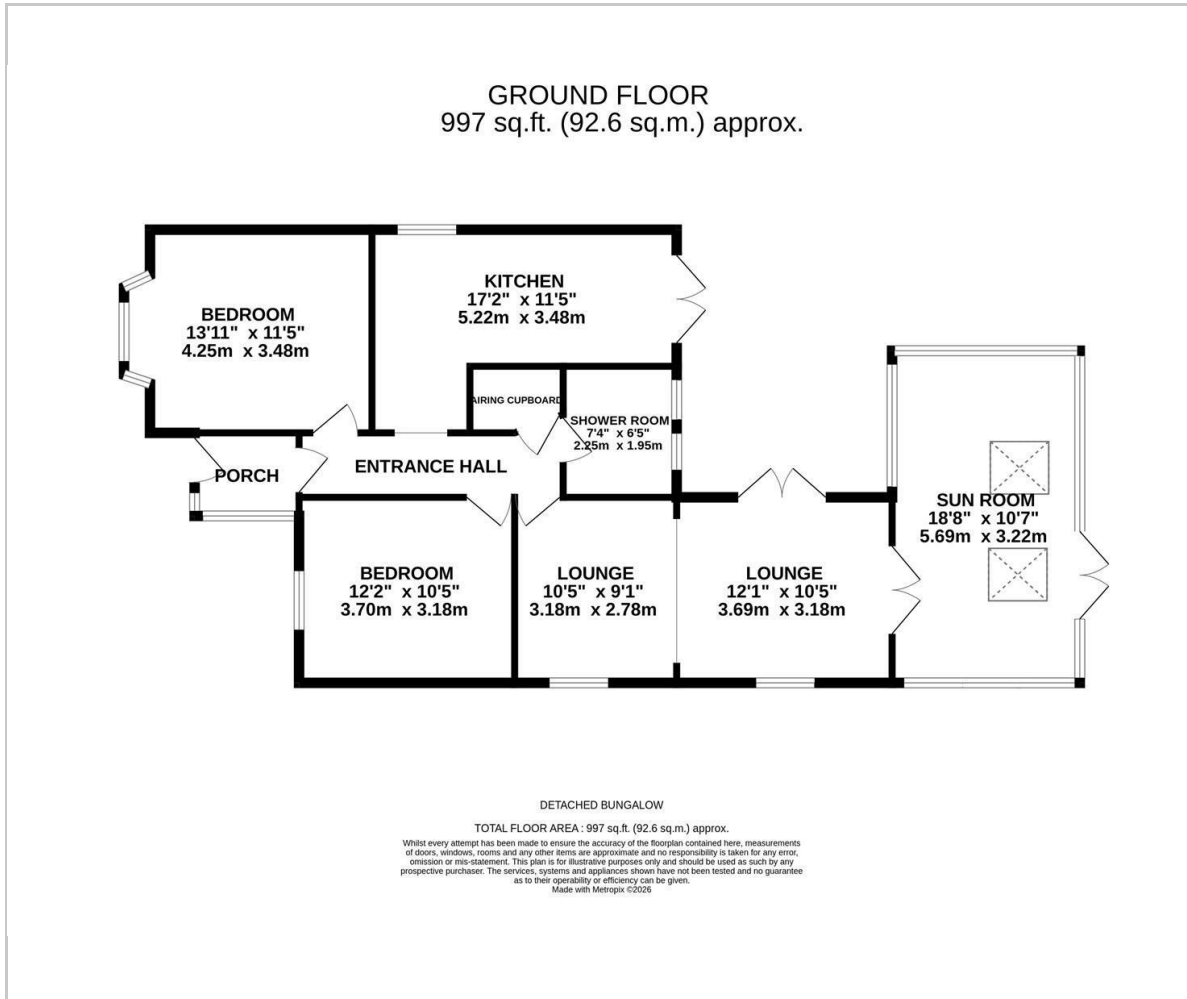 GROUND FLOOR
997 sq.ft. (92.6 sq.m.) approx.
KITCHEN
17'2" x 11'5"
5.22m x 3.48m
BEDROOM
13'11" x 11'5"
4.25m x 3.48m
AIRING CUPBOARD
SHOWER ROOM
7'4" x 6'5"
2.25m x 1.95m
PORCH
ENTRANCE HALL
SUN ROOM
18'8" x 10'7"
5.69m x 3.22m
BEDROOM
12'2" x 10'5"
3.70m x 3.18m
LOUNGE
10'5" x 9'1"
3.18m x 2.78m
LOUNGE
12'1" x 10'5"
3.69m x 3.18m
DETACHED BUNGALOW
TOTAL FLOOR AREA : 997 sq.ft. (92.6 sq.m.) approx.
Whilst every attempt has been made to ensure the accuracy of the floorplan contained here, measurements
of doors, windows, rooms and any other items are approximate and no responsibility is taken for any error,
omission or mis-statement. This plan is for illustrative purposes only and should be used as such by any
prospective purchaser. The services, systems and appliances shown have not been tested and no guarantee
as to their operability or efficiency can be given.
Made with Metropix ©2026